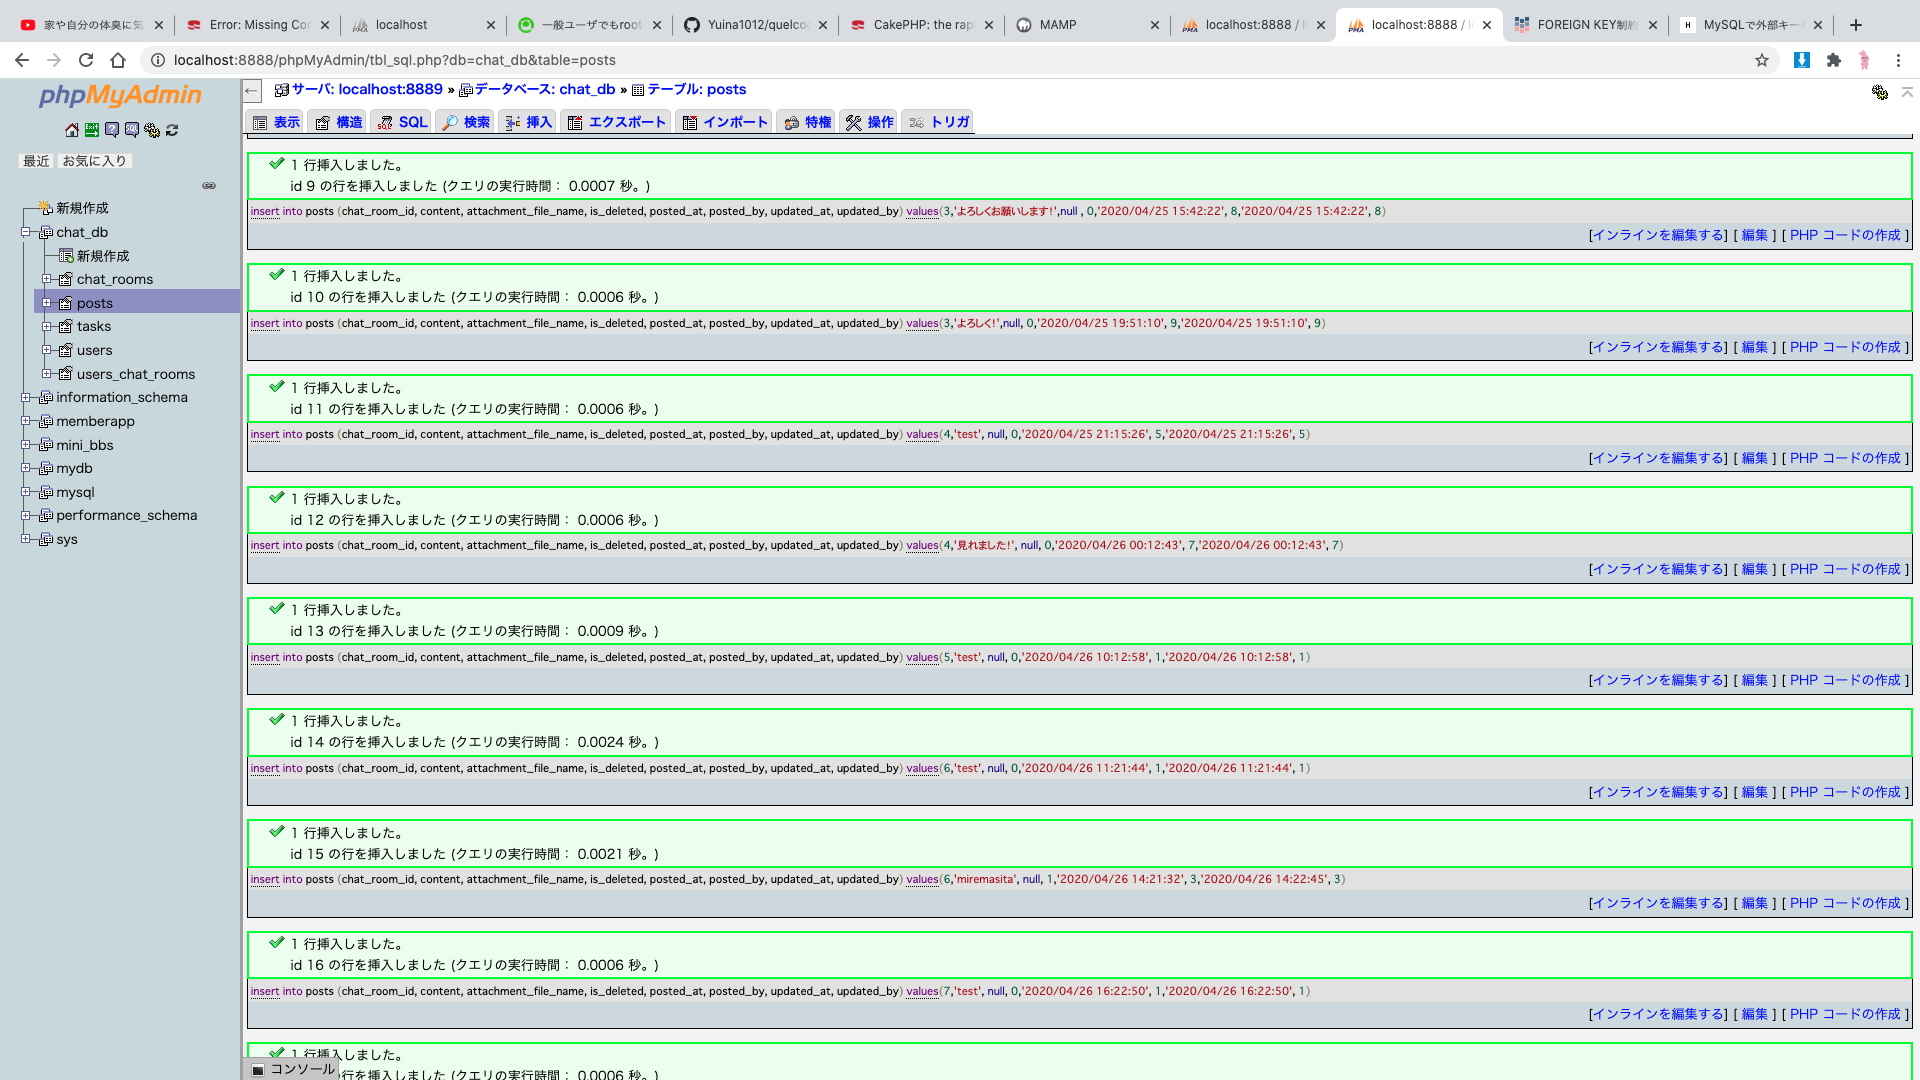 家や自分の体臭に気
Error: Missing Cor
localhost
一般ユーザでもroot
Yuina1012/quelco
CakePHP: the rap
MAMP
localhost:8888 / lo
localhost:8888 / lo
FOREIGN KEY制約
MySQLで外部キー
localhost:8888/phpMyAdmin/tbl_sql.php?db=chat_db&table=posts
phpMyAdmin
最近 お気に入り
新規作成
chat_db
新規作成
chat_rooms
posts
tasks
users
users_chat_rooms
information_schema
memberapp
mini_bbs
mydb
mysql
performance_schema
sys
サーバ: localhost:8889 » データベース: chat_db » テーブル: posts
表示 構造 SQL 検索 挿入 エクスポート インポート 特権 操作 トリガ
1 行挿入しました。
id 9 の行を挿入しました (クエリの実行時間： 0.0007 秒。)
insert into posts (chat_room_id, content, attachment_file_name, is_deleted, posted_at, posted_by, updated_at, updated_by) values(3,'よろしくお願いします!',null , 0,'2020/04/25 15:42:22', 8,'2020/04/25 15:42:22', 8)
[インラインを編集する] [ 編集 ] [ PHP コードの作成 ]
1 行挿入しました。
id 10 の行を挿入しました (クエリの実行時間： 0.0006 秒。)
insert into posts (chat_room_id, content, attachment_file_name, is_deleted, posted_at, posted_by, updated_at, updated_by) values(3,'よろしく!',null, 0,'2020/04/25 19:51:10', 9,'2020/04/25 19:51:10', 9)
[インラインを編集する] [ 編集 ] [ PHP コードの作成 ]
1 行挿入しました。
id 11 の行を挿入しました (クエリの実行時間： 0.0006 秒。)
insert into posts (chat_room_id, content, attachment_file_name, is_deleted, posted_at, posted_by, updated_at, updated_by) values(4,'test', null, 0,'2020/04/25 21:15:26', 5,'2020/04/25 21:15:26', 5)
[インラインを編集する] [ 編集 ] [ PHP コードの作成 ]
1 行挿入しました。
id 12 の行を挿入しました (クエリの実行時間： 0.0006 秒。)
insert into posts (chat_room_id, content, attachment_file_name, is_deleted, posted_at, posted_by, updated_at, updated_by) values(4,'見れました!', null, 0,'2020/04/26 00:12:43', 7,'2020/04/26 00:12:43', 7)
[インラインを編集する] [ 編集 ] [ PHP コードの作成 ]
1 行挿入しました。
id 13 の行を挿入しました (クエリの実行時間： 0.0009 秒。)
insert into posts (chat_room_id, content, attachment_file_name, is_deleted, posted_at, posted_by, updated_at, updated_by) values(5,'test', null, 0,'2020/04/26 10:12:58', 1,'2020/04/26 10:12:58', 1)
[インラインを編集する] [ 編集 ] [ PHP コードの作成 ]
1 行挿入しました。
id 14 の行を挿入しました (クエリの実行時間： 0.0024 秒。)
insert into posts (chat_room_id, content, attachment_file_name, is_deleted, posted_at, posted_by, updated_at, updated_by) values(6,'test', null, 0,'2020/04/26 11:21:44', 1,'2020/04/26 11:21:44', 1)
[インラインを編集する] [ 編集 ] [ PHP コードの作成 ]
1 行挿入しました。
id 15 の行を挿入しました (クエリの実行時間： 0.0021 秒。)
insert into posts (chat_room_id, content, attachment_file_name, is_deleted, posted_at, posted_by, updated_at, updated_by) values(6,'miremasita', null, 1,'2020/04/26 14:21:32', 3,'2020/04/26 14:22:45', 3)
[インラインを編集する] [ 編集 ] [ PHP コードの作成 ]
1 行挿入しました。
id 16 の行を挿入しました (クエリの実行時間： 0.0006 秒。)
insert into posts (chat_room_id, content, attachment_file_name, is_deleted, posted_at, posted_by, updated_at, updated_by) values(7,'test', null, 0,'2020/04/26 16:22:50', 1,'2020/04/26 16:22:50', 1)
[インラインを編集する] [ 編集 ] [ PHP コードの作成 ]
1 行挿入しました。
の行を挿入しました (クエリの実行時間： 0.0006 秒。)
コンソール